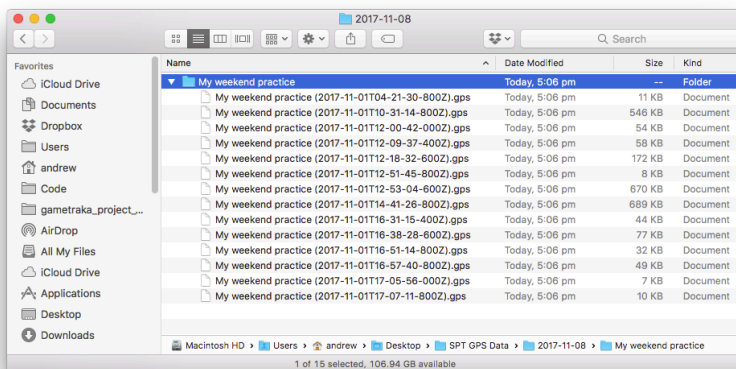 2017-11-08
Search
Favorites
iCloud Drive
Documents
Dropbox
Users
andrew
Code
gametraka_project_...
AirDrop
All My Files
iCloud Drive
Applications
Desktop
Downloads
Name Date Modified Size Kind
My weekend practice Today, 5:06 pm -- Folder
My weekend practice (2017-11-01T04-21-30-800Z).gps Today, 5:06 pm 11 KB Document
My weekend practice (2017-11-01T10-31-14-800Z).gps Today, 5:06 pm 546 KB Document
My weekend practice (2017-11-01T12-00-42-000Z).gps Today, 5:06 pm 54 KB Document
My weekend practice (2017-11-01T12-09-37-400Z).gps Today, 5:06 pm 58 KB Document
My weekend practice (2017-11-01T12-18-32-600Z).gps Today, 5:06 pm 172 KB Document
My weekend practice (2017-11-01T12-51-45-800Z).gps Today, 5:06 pm 8 KB Document
My weekend practice (2017-11-01T12-53-04-600Z).gps Today, 5:06 pm 670 KB Document
My weekend practice (2017-11-01T14-41-26-800Z).gps Today, 5:06 pm 689 KB Document
My weekend practice (2017-11-01T16-31-15-400Z).gps Today, 5:06 pm 44 KB Document
My weekend practice (2017-11-01T16-38-28-600Z).gps Today, 5:06 pm 77 KB Document
My weekend practice (2017-11-01T16-51-14-800Z).gps Today, 5:06 pm 32 KB Document
My weekend practice (2017-11-01T16-57-40-800Z).gps Today, 5:06 pm 49 KB Document
My weekend practice (2017-11-01T17-05-56-000Z).gps Today, 5:06 pm 7 KB Document
My weekend practice (2017-11-01T17-07-11-800Z).gps Today, 5:06 pm 10 KB Document
Macintosh HD › Users › andrew › Desktop › SPT GPS Data › 2017-11-08 › My weekend practice
1 of 15 selected, 106.94 GB available